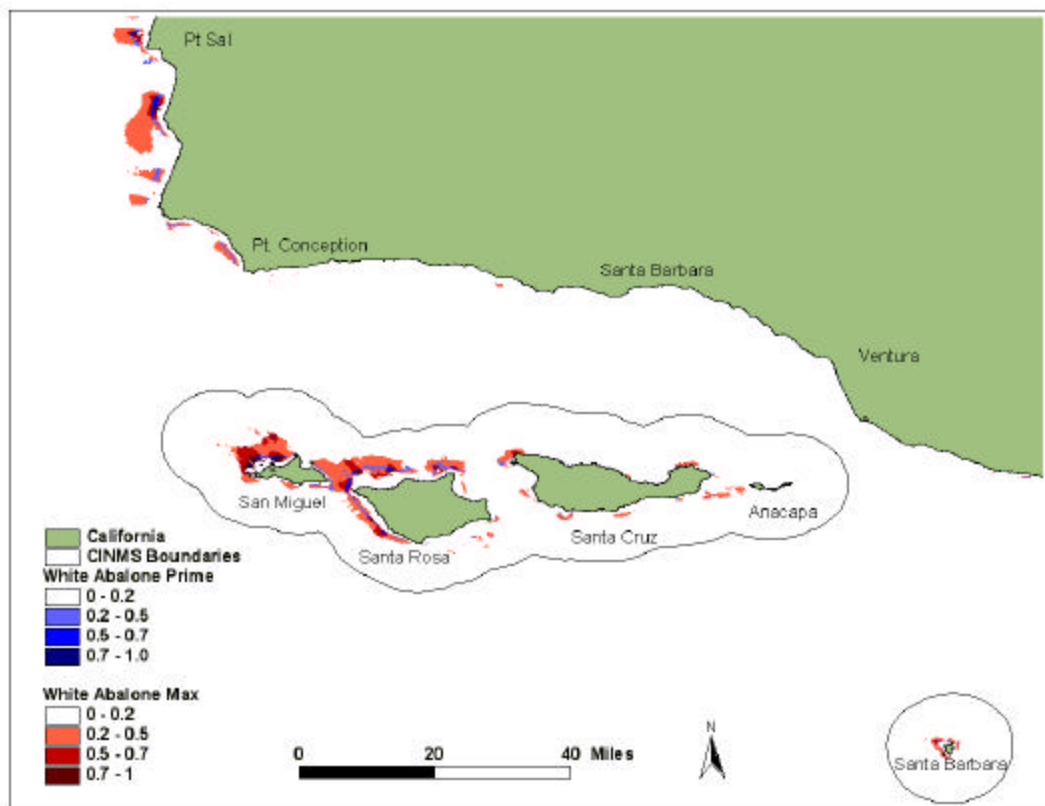 Pt Sal
Pt. Conception
Santa Barbara
Ventura
San Miguel
Santa Rosa
Santa Cruz
Anacapa
California
CINMS Boundaries
White Abalone Prime
0 - 0.2
0.2 - 0.5
0.5 - 0.7
0.7 - 1.0
White Abalone Max
0 - 0.2
0.2 - 0.5
0.5 - 0.7
0.7 - 1
0 20 40 Miles
N
Santa Barbara